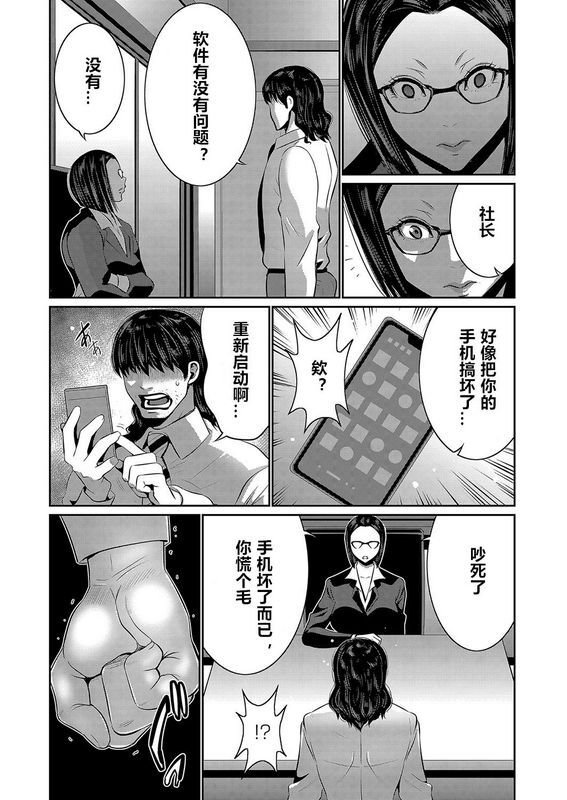 社长
软件有没有问题？
没有…
好像把你的
手机搞坏了…
欸？
重新启动啊
…
ああ
吵死了
手机坏了而已，
你慌个毛
!?